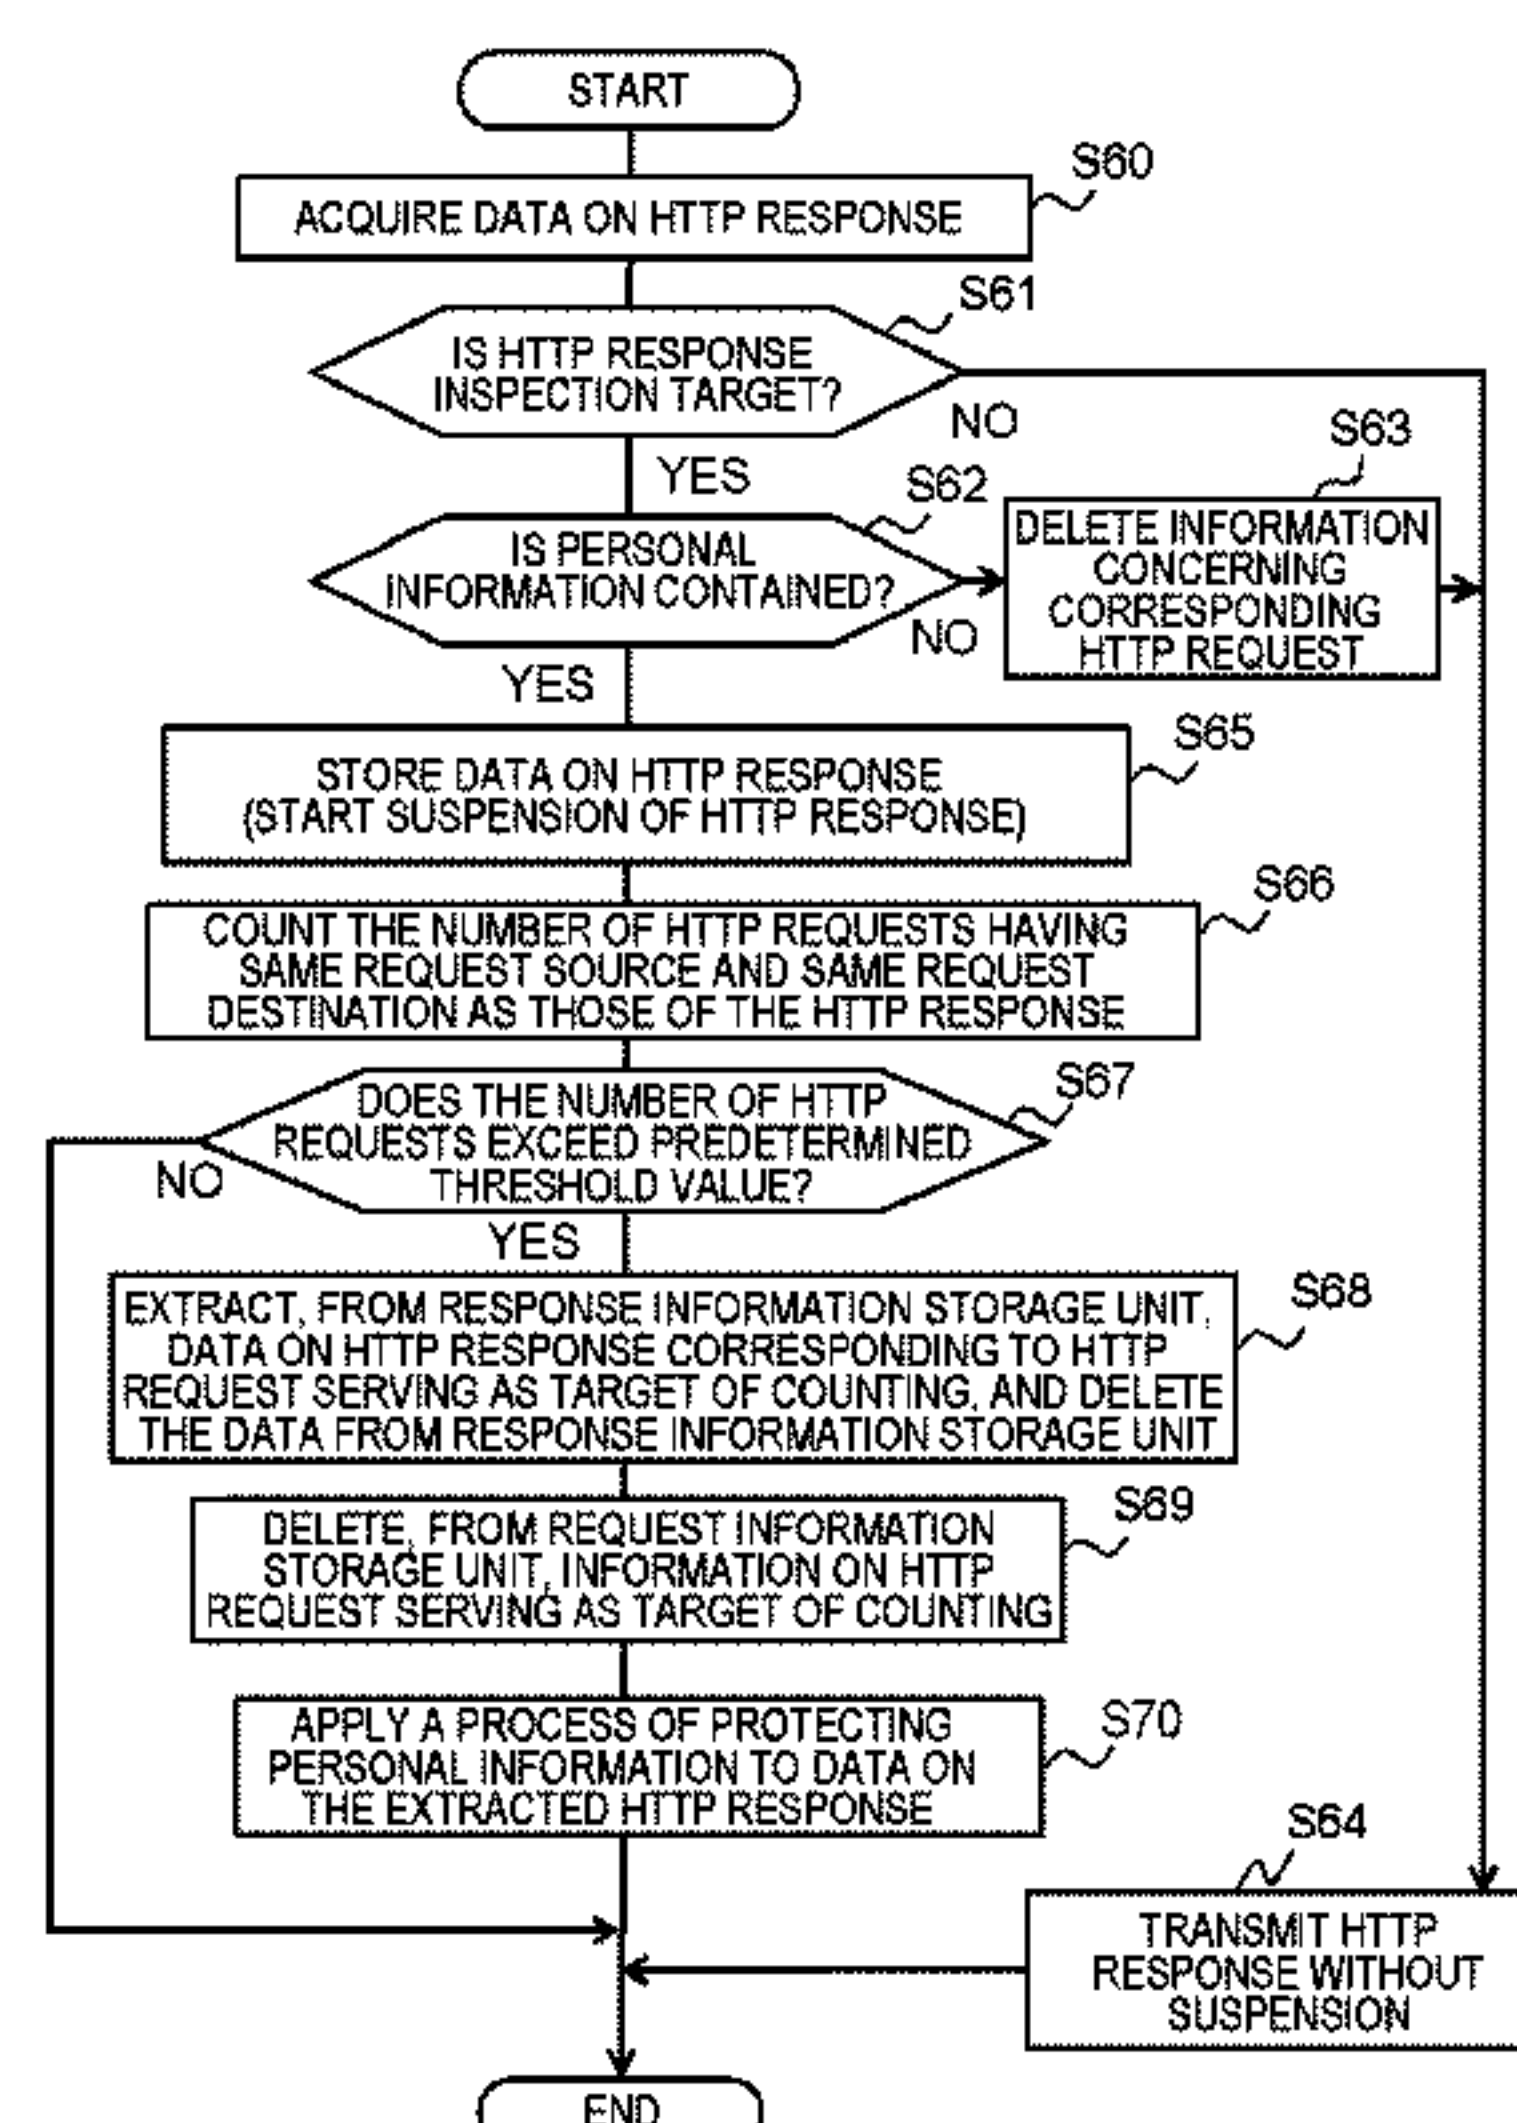 START
S60
ACQUIRE DATA ON HTTP RESPONSE
S61
IS HTTP RESPONSE
INSPECTION TARGET?
NO
YES
S62
IS PERSONAL
INFORMATION CONTAINED?
NO
YES
S63
DELETE INFORMATION
CONCERNING
CORRESPONDING
HTTP REQUEST
S65
STORE DATA ON HTTP RESPONSE
(START SUSPENSION OF HTTP RESPONSE)
S66
COUNT THE NUMBER OF HTTP REQUESTS HAVING
SAME REQUEST SOURCE AND SAME REQUEST
DESTINATION AS THOSE OF THE HTTP RESPONSE
S67
DOES THE NUMBER OF HTTP
REQUESTS EXCEED PREDETERMINED
THRESHOLD VALUE?
NO
YES
S68
EXTRACT, FROM RESPONSE INFORMATION STORAGE UNIT,
DATA ON HTTP RESPONSE CORRESPONDING TO HTTP
REQUEST SERVING AS TARGET OF COUNTING, AND DELETE
THE DATA FROM RESPONSE INFORMATION STORAGE UNIT
S69
DELETE, FROM REQUEST INFORMATION
STORAGE UNIT, INFORMATION ON HTTP
REQUEST SERVING AS TARGET OF COUNTING
S70
APPLY A PROCESS OF PROTECTING
PERSONAL INFORMATION TO DATA ON
THE EXTRACTED HTTP RESPONSE
S64
TRANSMIT HTTP
RESPONSE WITHOUT
SUSPENSION
END